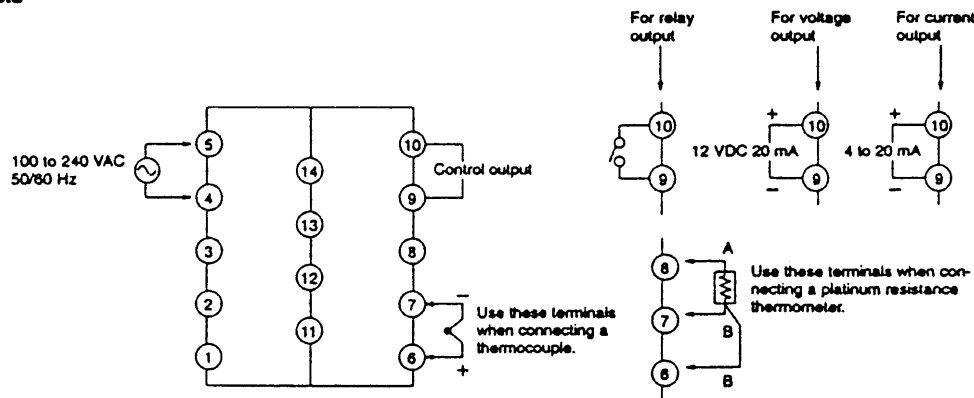 For relay
output
For voltage
output
For current
output
100 to 240 VAC
50/60 Hz
5
4
3
2
1
14
13
12
11
10
9
8
7
6
Control output
−
+
Use these terminals
when connecting a
thermocouple.
10
9
12 VDC 20 mA
+
−
10
9
4 to 20 mA
+
−
10
9
8
7
6
A
B
B
Use these terminals when con-
necting a platinum resistance
thermometer.